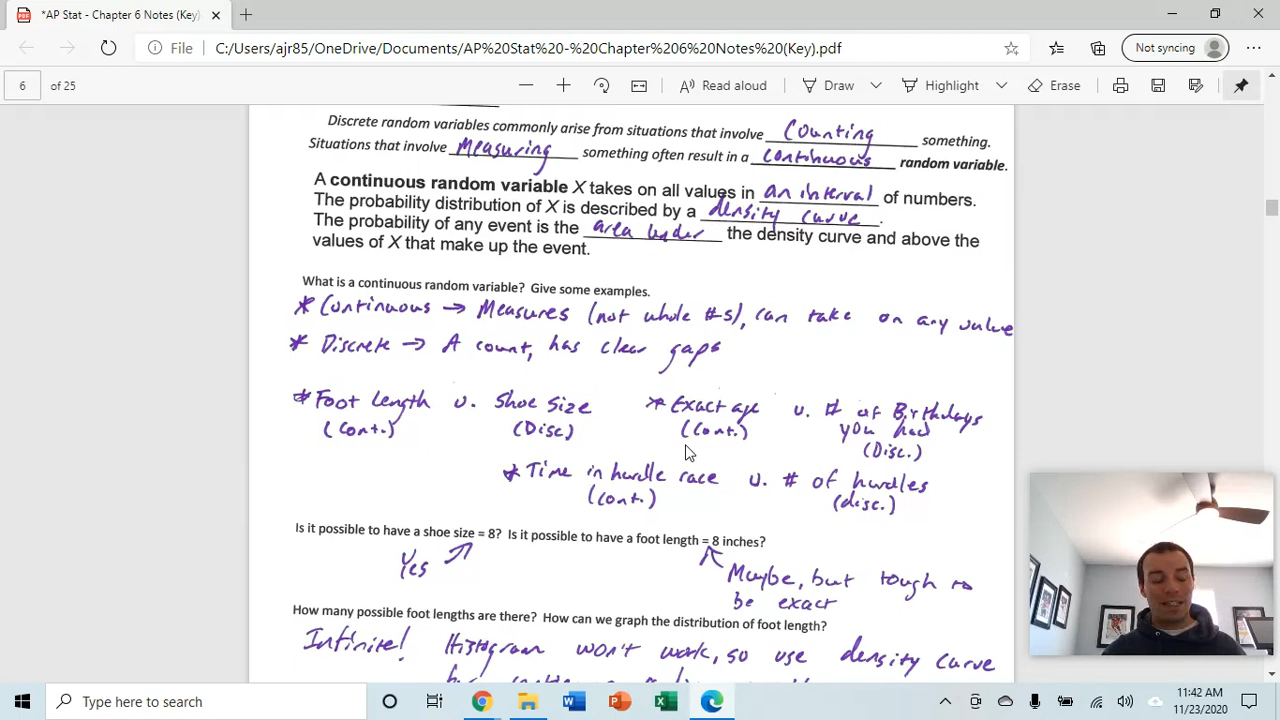 *AP Stat - Chapter 6 Notes (Key).
File C:/Users/ajr85/OneDrive/Documents/AP%20Stat%20-%20Chapter%206%20Notes%20(Key).pdf Not syncing
6 of 25 Read aloud Draw Highlight Erase
Discrete random variables commonly arise from situations that involve Counting something.
Situations that involve Measuring something often result in a continuous random variable.
A continuous random variable X takes on all values in an interval of numbers.
The probability distribution of X is described by a density curve.
The probability of any event is the area under the density curve and above the
values of X that make up the event.
What is a continuous random variable? Give some examples.
* Continuous → Measures (not whole #s), can take on any value
* Discrete → A count, has clear gaps
* Foot length v. Shoe Size * Exact age v. # of Birthdays
(Cont.) (Disc) (Cont.) you had
(Disc.)
* Time in hurdle race v. # of hurdles
(cont.) (disc.)
Is it possible to have a shoe size = 8? Is it possible to have a foot length = 8 inches?
Yes Maybe, but tough to
be exact
How many possible foot lengths are there? How can we graph the distribution of foot length?
Infinite! Histogram won't work, so use density curve
Type here to search 11:42 AM
11/23/2020